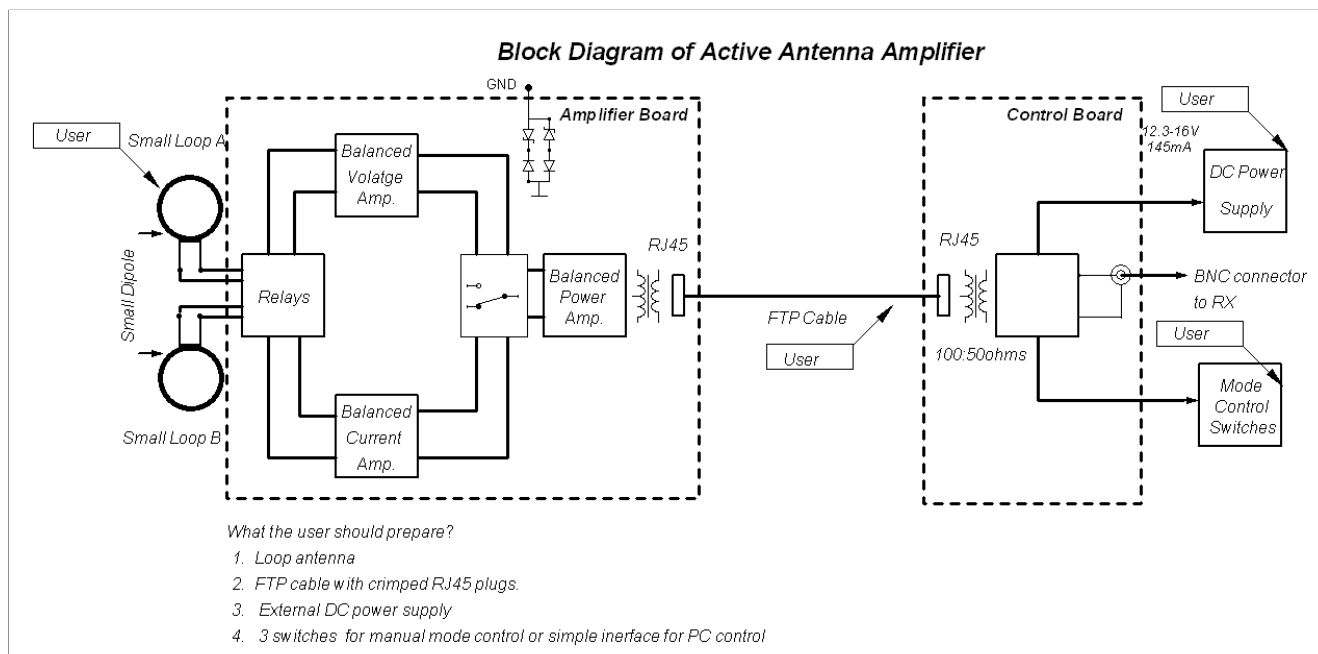 Block Diagram of Active Antenna Amplifier
GND
Amplifier Board
Control Board
User
User
Small Loop A
12.3-16V
145mA
Balanced
Volatge
Amp.
DC Power
Supply
RJ45
RJ45
Small Dipole
Relays
Balanced
Power
Amp.
BNC connector
to RX
FTP Cable
User
100:50ohms
User
Mode
Control
Switches
Balanced
Current
Amp.
Small Loop B
What the user should prepare?
1. Loop antenna
2. FTP cable with crimped RJ45 plugs.
3. External DC power supply
4. 3 switches for manual mode control or simple inerface for PC control